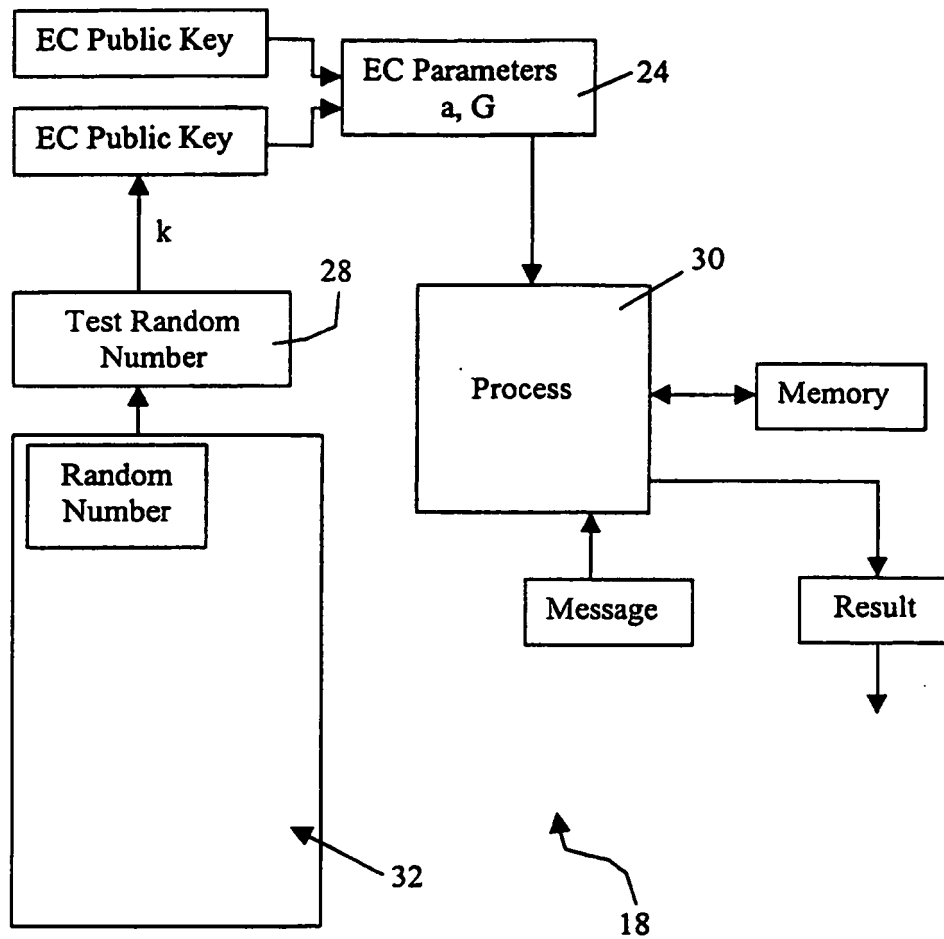 EC Public Key
EC Parameters
a, G
24
EC Public Key
k
28
30
Test Random
Number
Process
Memory
Random
Number
Message
Result
32
18